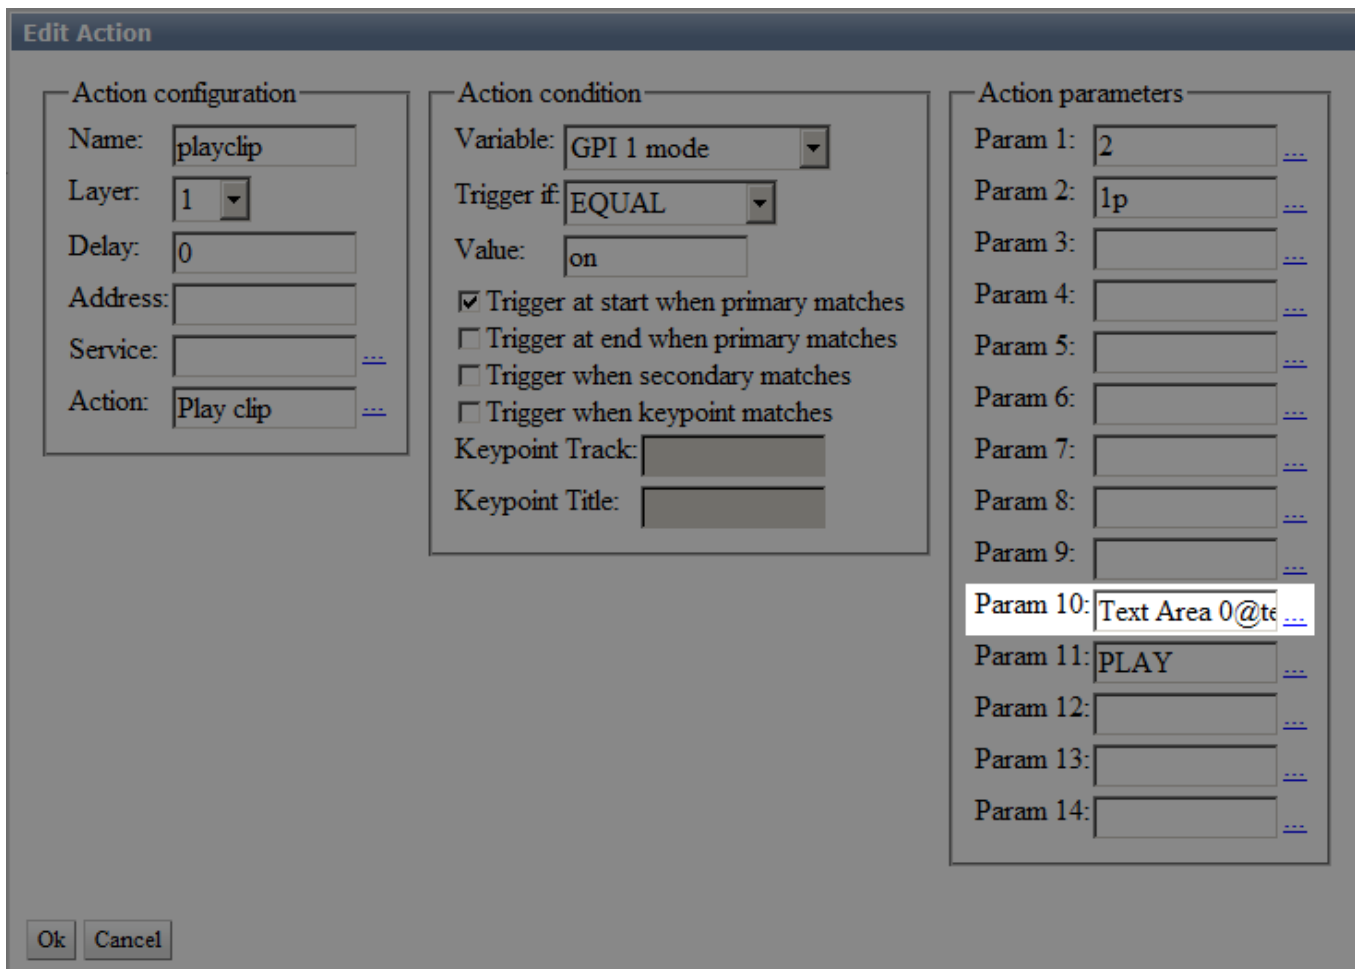 Edit Action
Action configuration
Name: playclip
Layer: 1
Delay: 0
Address:
Service: ...
Action: Play clip ...
Action condition
Variable: GPI 1 mode
Trigger if: EQUAL
Value: on
Trigger at start when primary matches
Trigger at end when primary matches
Trigger when secondary matches
Trigger when keypoint matches
Keypoint Track:
Keypoint Title:
Action parameters
Param 1: 2 ...
Param 2: 1p ...
Param 3: ...
Param 4: ...
Param 5: ...
Param 6: ...
Param 7: ...
Param 8: ...
Param 9: ...
Param 10: Text Area 0@te ...
Param 11: PLAY ...
Param 12: ...
Param 13: ...
Param 14: ...
Ok Cancel